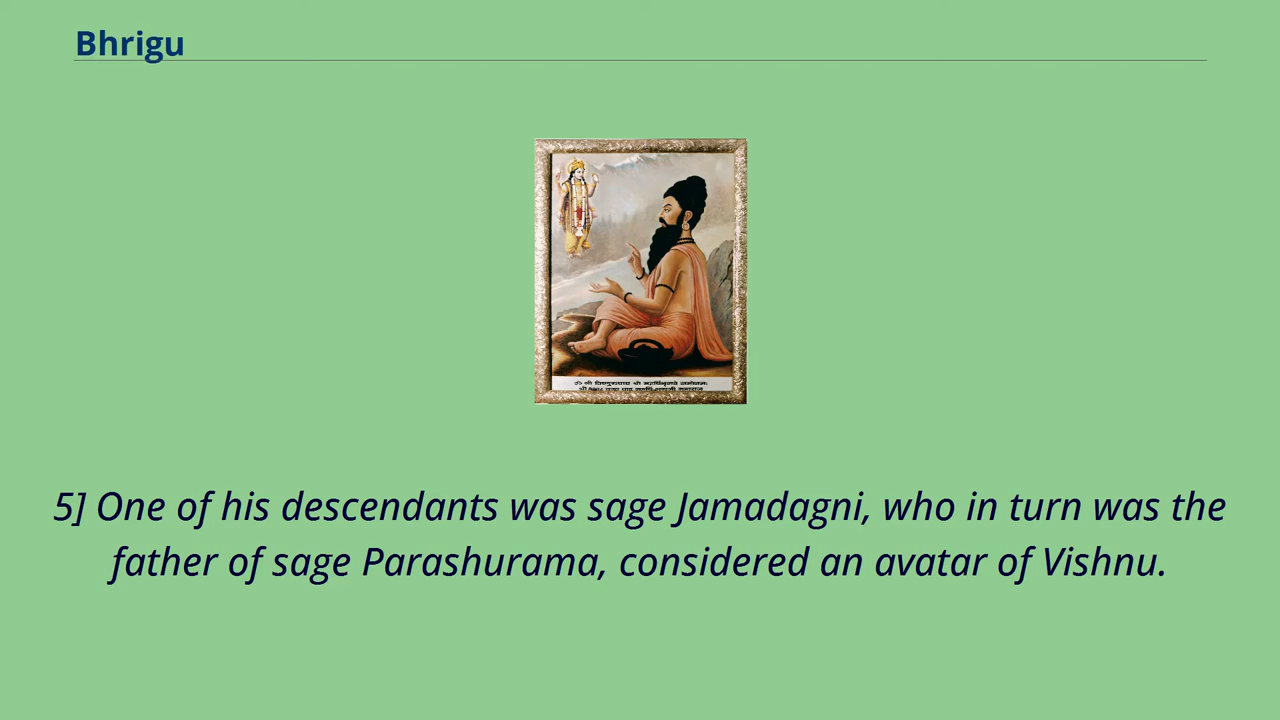 Bhrigu
ॐ श्री
श्री
5] One of his descendants was sage Jamadagni, who in turn was the
father of sage Parashurama, considered an avatar of Vishnu.